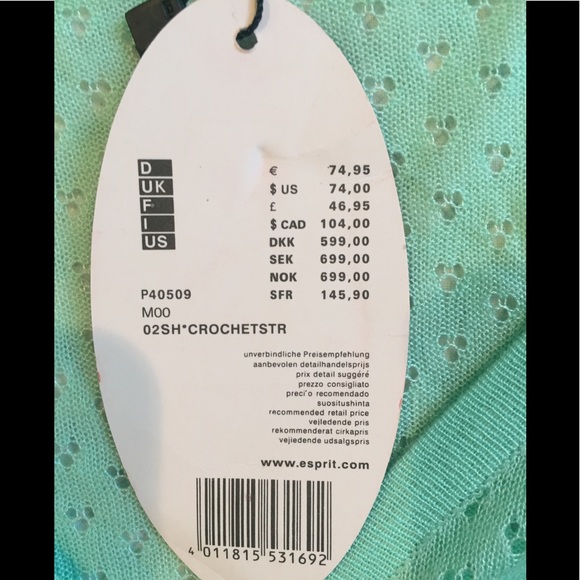 D € 74,95
UK $ US 74,00
F £ 46,95
I $ CAD 104,00
US DKK 599,00
SEK 699,00
NOK 699,00
P40509 SFR 145,90
M00
02SH*CROCHETSTR
unverbindliche Preisempfehlung
aanbevolen detailhandelsprijs
prix detail suggéré
prezzo consigliato
preci'o recomendado
suositushinta
recommended retail price
vejledende pris
rekommenderat cirkapris
vejiedende udsalgspris
www.esprit.com
4 011815 531692